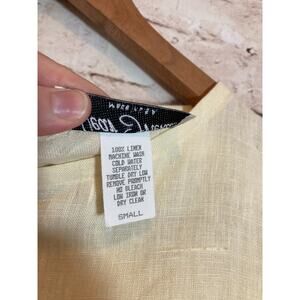 100% LINEN
MACHINE WASH
COLD WATER
SEPARATELY
TUMBLE DRY LOW
REMOVE PROMPTLY
NO BLEACH
LOW IRON OR
DRY CLEAN
SMALL